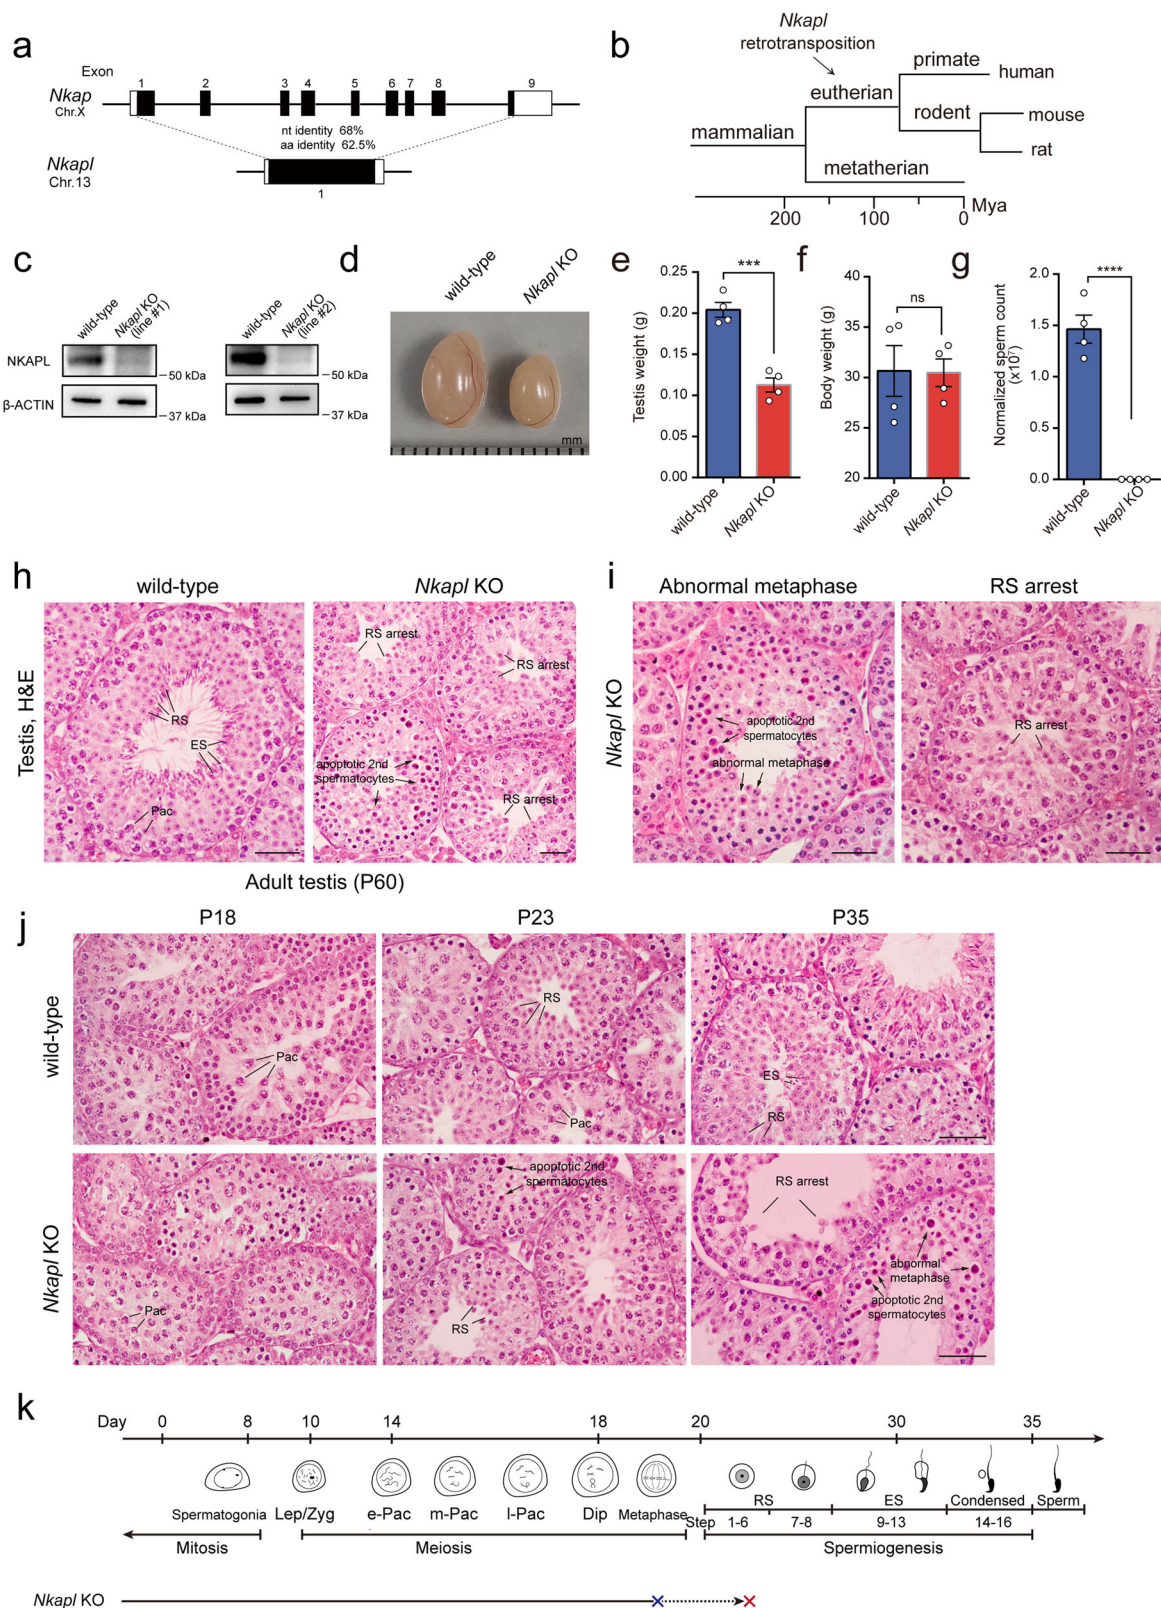 a
Exon
1 2 3 4 5 6 7 8 9
Nkap
Chr.X
nt identity 68%
aa identity 62.5%
Nkapl
Chr.13
1
b
Nkapl
retrotransposition
primate
human
eutherian
rodent
mouse
mammalian
rat
metatherian
Mya
200 100 0
c
wild-type
Nkapl KO
(line #1)
wild-type
Nkapl KO
(line #2)
NKAPL
50 kDa
50 kDa
β-ACTIN
37 kDa
37 kDa
d
wild-type
Nkapl KO
mm
e
Testis weight (g)
0.25
0.20
0.15
0.10
0.05
0.00
***
wild-type
Nkapl KO
f
Body weight (g)
40
35
30
25
20
ns
wild-type
Nkapl KO
g
Normalized sperm count
(x10⁷)
2.0
1.5
1.0
0.5
0.0
****
wild-type
Nkapl KO
h
wild-type
Nkapl KO
Testis, H&E
RS
ES
Pac
RS arrest
RS arrest
apoptotic 2nd
spermatocytes
RS arrest
Adult testis (P60)
i
Abnormal metaphase
RS arrest
Nkapl KO
apoptotic 2nd
spermatocytes
abnormal metaphase
RS arrest
j
P18
P23
P35
wild-type
Pac
RS
Pac
ES
RS
Nkapl KO
Pac
apoptotic 2nd
spermatocytes
RS
RS arrest
abnormal
metaphase
apoptotic 2nd
spermatocytes
k
Day 0 8 10 14 18 20 30 35
Spermatogonia Lep/Zyg e-Pac m-Pac l-Pac Dip Metaphase
RS ES Condensed Sperm
Step 1-6 7-8 9-13 14-16
Mitosis Meiosis Spermiogenesis
Nkapl KO